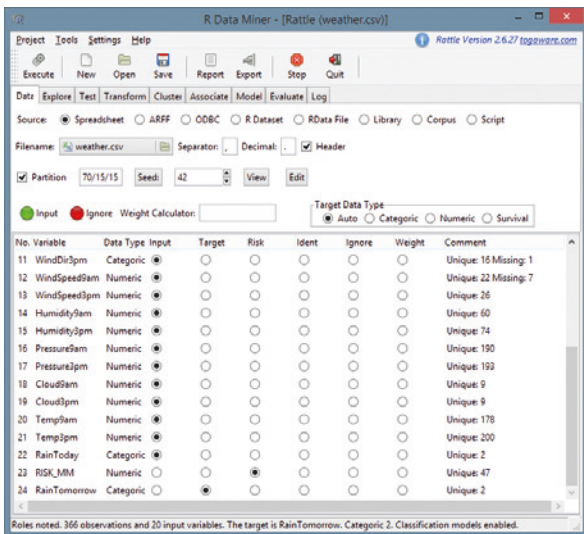 R Data Miner - [Rattle (weather.csv)]
Project Tools Settings Help Rattle Version 2.6.27 togaware.com
Execute New Open Save Report Export Stop Quit
Data Explore Test Transform Cluster Associate Model Evaluate Log
Source: Spreadsheet ARFF ODBC R Dataset RData File Library Corpus Script
Filename: weather.csv Separator: , Decimal: . Header
Partition 70/15/15 Seed: 42 View Edit
Target Data Type
Input Ignore Weight Calculator: Auto Categoric Numeric Survival
No. Variable Data Type Input Target Risk Ident Ignore Weight Comment
11 WindDir3pm Categoric Unique: 16 Missing: 1
12 WindSpeed9am Numeric Unique: 22 Missing: 7
13 WindSpeed3pm Numeric Unique: 26
14 Humidity9am Numeric Unique: 60
15 Humidity3pm Numeric Unique: 74
16 Pressure9am Numeric Unique: 190
17 Pressure3pm Numeric Unique: 193
18 Cloud9am Numeric Unique: 9
19 Cloud3pm Numeric Unique: 9
20 Temp9am Numeric Unique: 178
21 Temp3pm Numeric Unique: 200
22 RainToday Categoric Unique: 2
23 RISK_MM Numeric Unique: 47
24 RainTomorrow Categoric Unique: 2
Roles noted. 366 observations and 20 input variables. The target is RainTomorrow. Categoric 2. Classification models enabled.